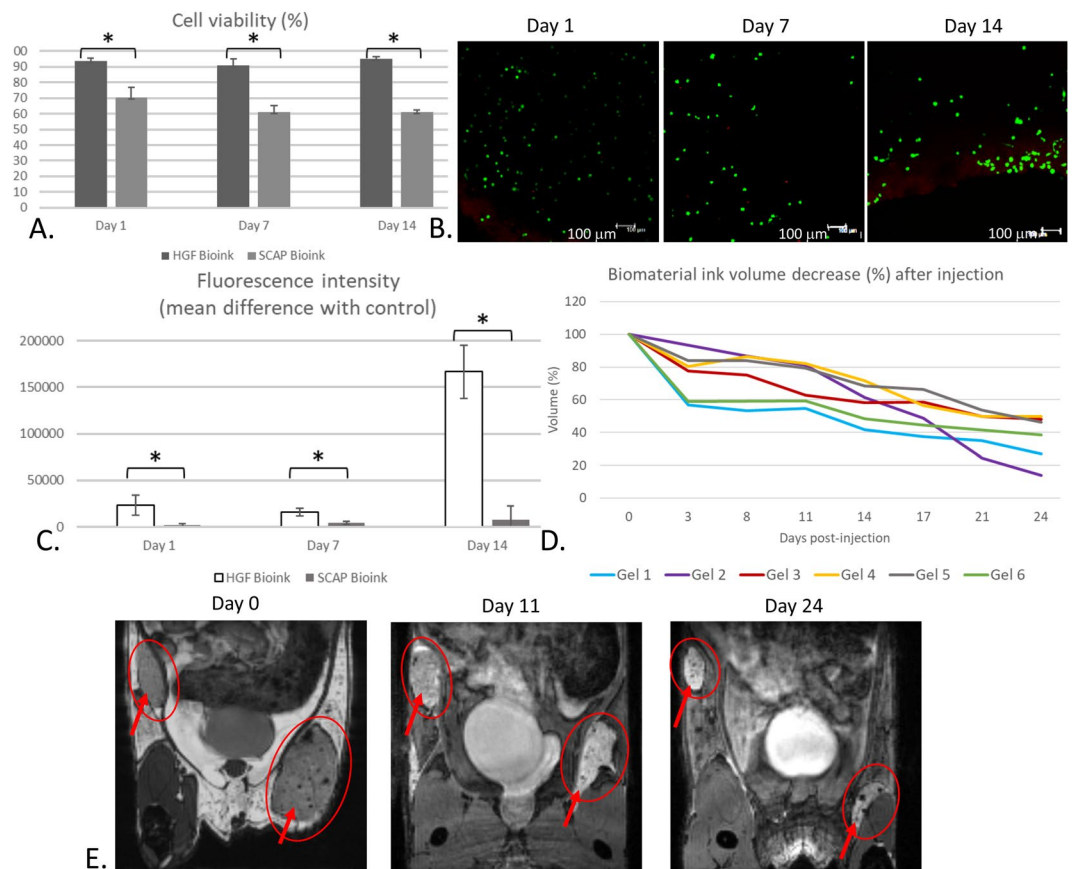 Cell viability (%)
*
*
*
00
90
80
70
60
50
40
30
20
10
0
Day 1
Day 7
Day 14
A.
HGF Bioink
SCAP Bioink
Day 1
Day 7
Day 14
100 µm
100 µm
100 µm
100 µm
100 µm
B.
Fluorescence intensity
(mean difference with control)
*
*
*
200000
150000
100000
50000
0
Day 1
Day 7
Day 14
C.
HGF Bioink
SCAP Bioink
Biomaterial ink volume decrease (%) after injection
Volume (%)
120
100
80
60
40
20
0
0
3
8
11
14
17
21
24
Days post-injection
D.
Gel 1
Gel 2
Gel 3
Gel 4
Gel 5
Gel 6
Day 0
Day 11
Day 24
E.